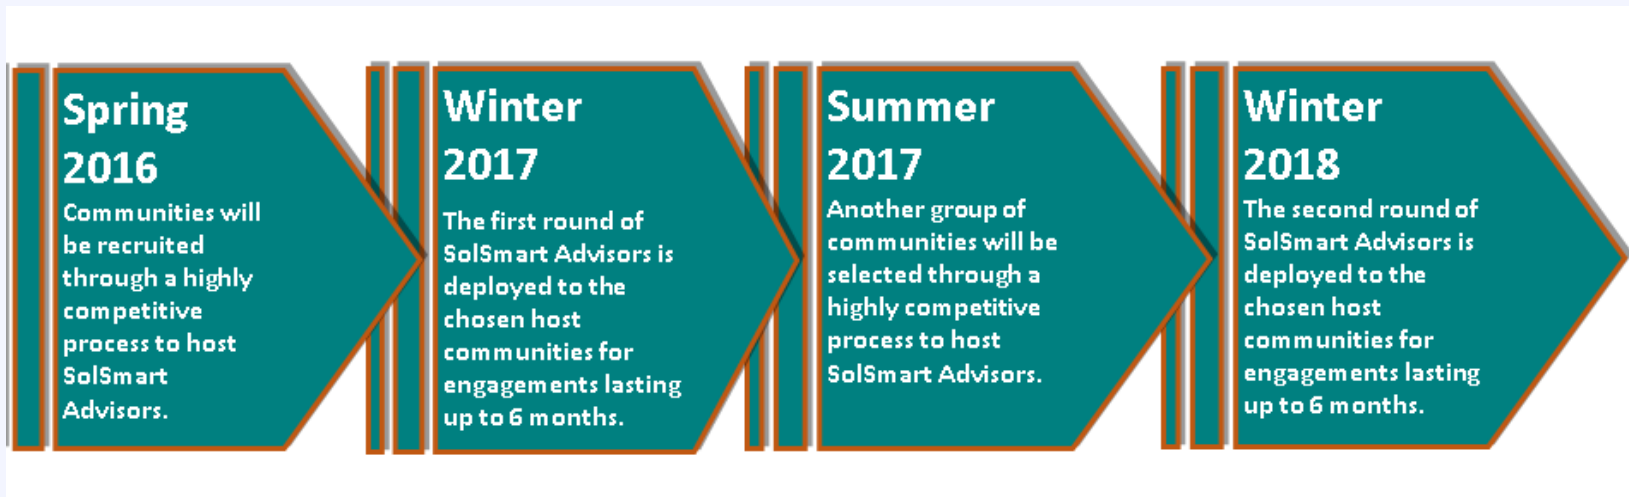 Spring
2016
Communities will
be recruited
through a highly
competitive
process to host
SolSmart
Advisors.
Winter
2017
The first round of
SolSmart Advisors is
deployed to the
chosen host
communities for
engagements lasting
up to 6 months.
Summer
2017
Another group of
communities will be
selected through a
highly competitive
process to host
SolSmart Advisors.
Winter
2018
The second round of
SolSmart Advisors is
deployed to the
chosen host
communities for
engagements lasting
up to 6 months.